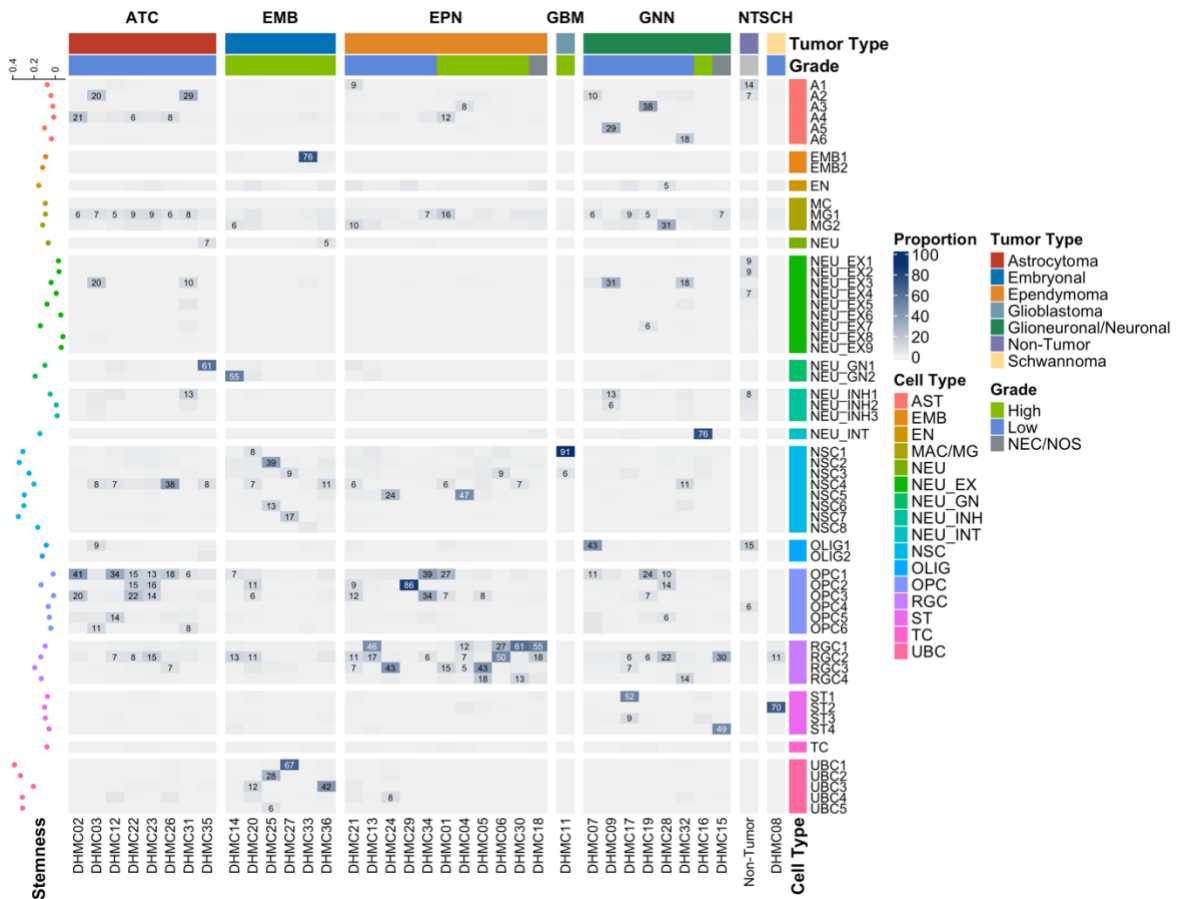 ATC EMB EPN GBM GNN NT SCH
Tumor Type
Grade
0.4 0.2 0
9 14 A1
20 29 10 7 A2
8 38 A3
21 6 8 12 A4
29 A5
18 A6
76 EMB1
EMB2
5 EN
MC
6 7 5 9 9 6 8 7 16 6 9 5 7 MG1
6 10 31 MG2
7 5 NEU
9 NEU_EX1
9 NEU_EX2
20 10 31 18 NEU_EX3
7 NEU_EX4
NEU_EX5
NEU_EX6
6 NEU_EX7
NEU_EX8
NEU_EX9
61 NEU_GN1
55 NEU_GN2
13 13 8 NEU_INH1
6 NEU_INH2
NEU_INH3
76 NEU_INT
8 91 NSC1
39 NSC2
9 9 6 NSC3
8 7 38 8 7 11 6 6 7 11 NSC4
24 47 NSC5
13 NSC6
17 NSC7
NSC8
9 43 15 OLIG1
OLIG2
41 34 15 13 18 6 7 39 27 11 24 10 OPC1
15 16 11 9 86 14 OPC2
20 22 14 6 12 34 7 8 7 OPC3
6 OPC4
14 6 OPC5
11 8 OPC6
46 12 27 61 55 RGC1
7 8 15 13 11 11 17 6 7 50 18 6 6 22 30 11 RGC2
7 7 43 15 5 43 7 RGC3
18 13 14 RGC4
52 ST1
70 ST2
9 ST3
49 ST4
TC
67 UBC1
28 UBC2
12 42 UBC3
8 UBC4
6 UBC5
Stemness
DHMC02
DHMC03
DHMC12
DHMC22
DHMC23
DHMC26
DHMC31
DHMC35
DHMC14
DHMC20
DHMC25
DHMC27
DHMC33
DHMC36
DHMC21
DHMC13
DHMC24
DHMC29
DHMC34
DHMC01
DHMC04
DHMC05
DHMC06
DHMC30
DHMC18
DHMC11
DHMC07
DHMC09
DHMC17
DHMC19
DHMC28
DHMC32
DHMC16
DHMC15
Non-Tumor
DHMC08
Cell Type
Proportion
100
80
60
40
20
0
Cell Type
AST
EMB
EN
MAC/MG
NEU
NEU_EX
NEU_GN
NEU_INH
NEU_INT
NSC
OLIG
OPC
RGC
ST
TC
UBC
Tumor Type
Astrocytoma
Embryonal
Ependymoma
Glioblastoma
Glioneuronal/Neuronal
Non-Tumor
Schwannoma
Grade
High
Low
NEC/NOS